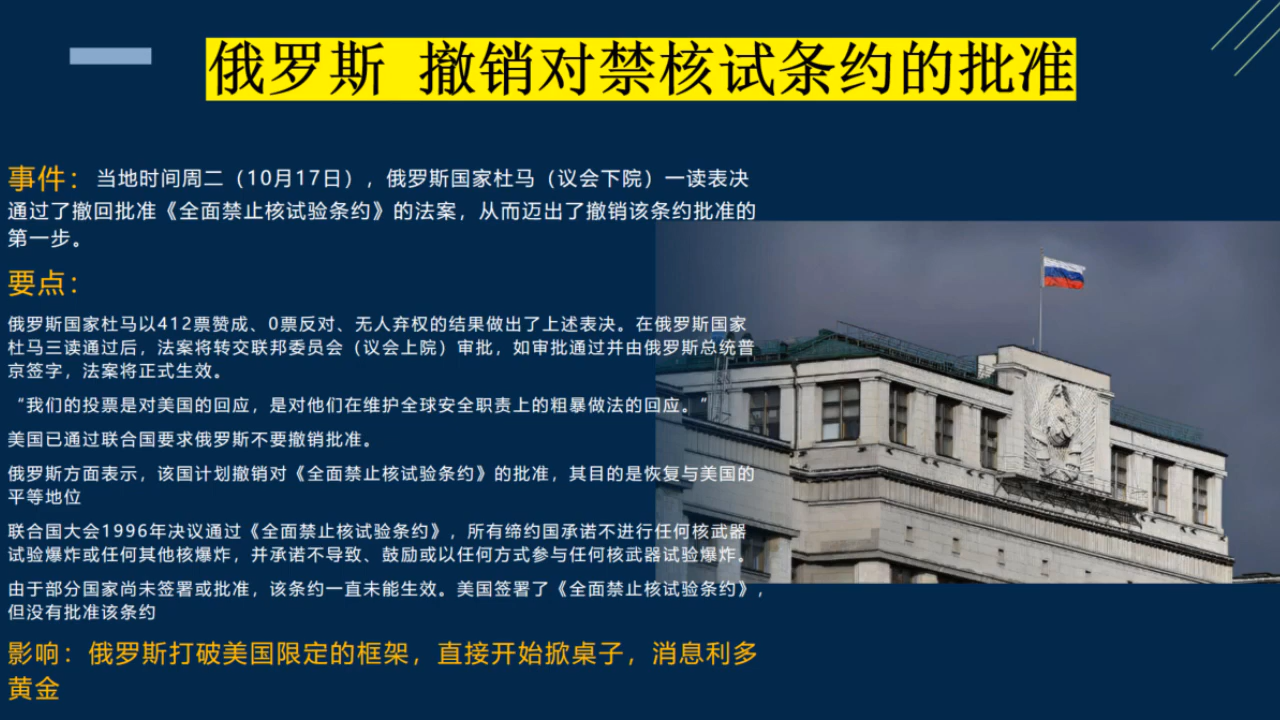 俄罗斯 撤销对禁核试条约的批准
事件：当地时间周二（10月17日），俄罗斯国家杜马（议会下院）一读表决
通过了撤回批准《全面禁止核试验条约》的法案，从而迈出了撤销该条约批准的
第一步。
要点：
俄罗斯国家杜马以412票赞成、0票反对、无人弃权的结果做出了上述表决。在俄罗斯国家
杜马三读通过后，法案将转交联邦委员会（议会上院）审批，如审批通过并由俄罗斯总统普
京签字，法案将正式生效。
“我们的投票是对美国的回应，是对他们在维护全球安全职责上的粗暴做法的回应。”
美国已通过联合国要求俄罗斯不要撤销批准。
俄罗斯方面表示，该国计划撤销对《全面禁止核试验条约》的批准，其目的是恢复与美国的
平等地位
联合国大会1996年决议通过《全面禁止核试验条约》，所有缔约国承诺不进行任何核武器
试验爆炸或任何其他核爆炸，并承诺不导致、鼓励或以任何方式参与任何核武器试验爆炸。
由于部分国家尚未签署或批准，该条约一直未能生效。美国签署了《全面禁止核试验条约》，
但没有批准该条约
影响：俄罗斯打破美国限定的框架，直接开始掀桌子，消息利多
黄金